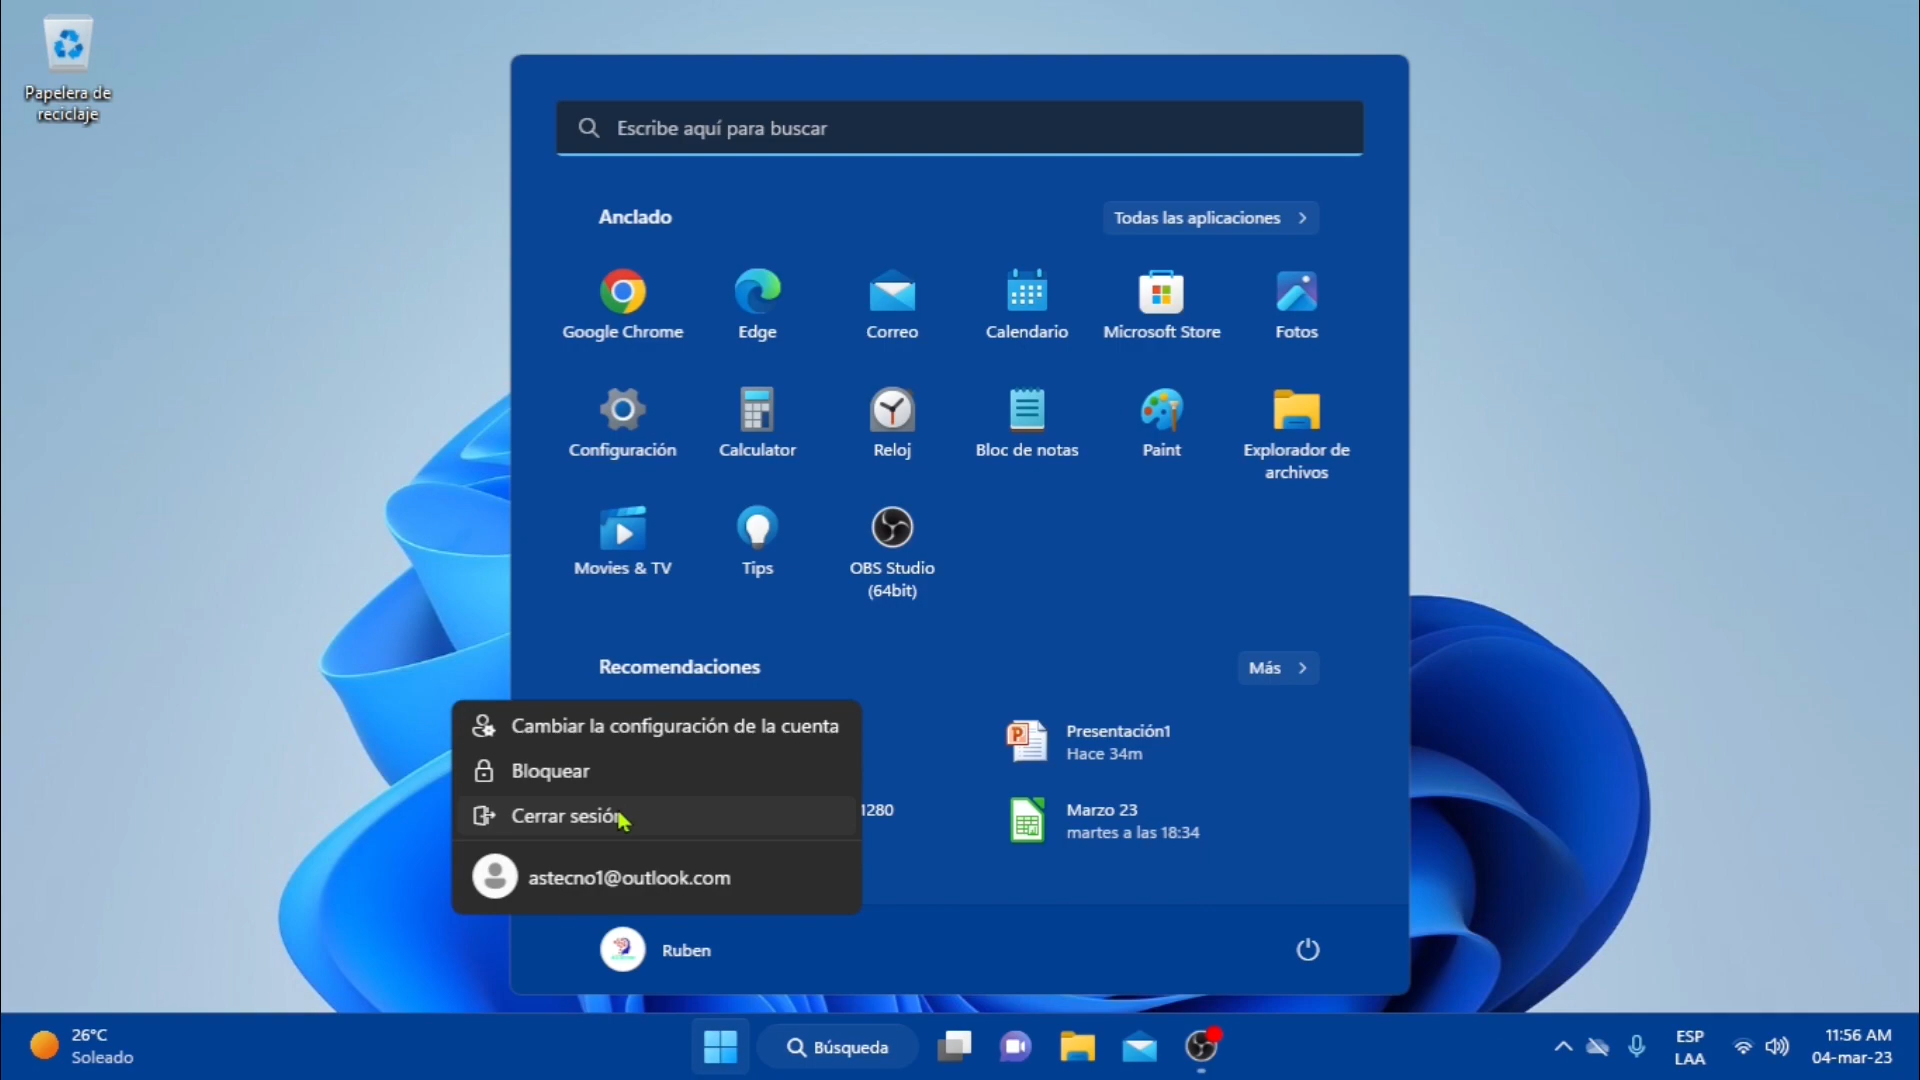 Papelera de
reciclaje
Escribe aquí para buscar
Anclado
Todas las aplicaciones
Google Chrome
Edge
Correo
Calendario
Microsoft Store
Fotos
Configuración
Calculator
Reloj
Bloc de notas
Paint
Explorador de
archivos
Movies & TV
Tips
OBS Studio
(64bit)
Recomendaciones
Más
Cambiar la configuración de la cuenta
Bloquear
Cerrar sesión
astecno1@outlook.com
1280
Presentación1
Hace 34m
Marzo 23
martes a las 18:34
Ruben
26°C
Soleado
Búsqueda
ESP
LAA
11:56 AM
04-mar-23